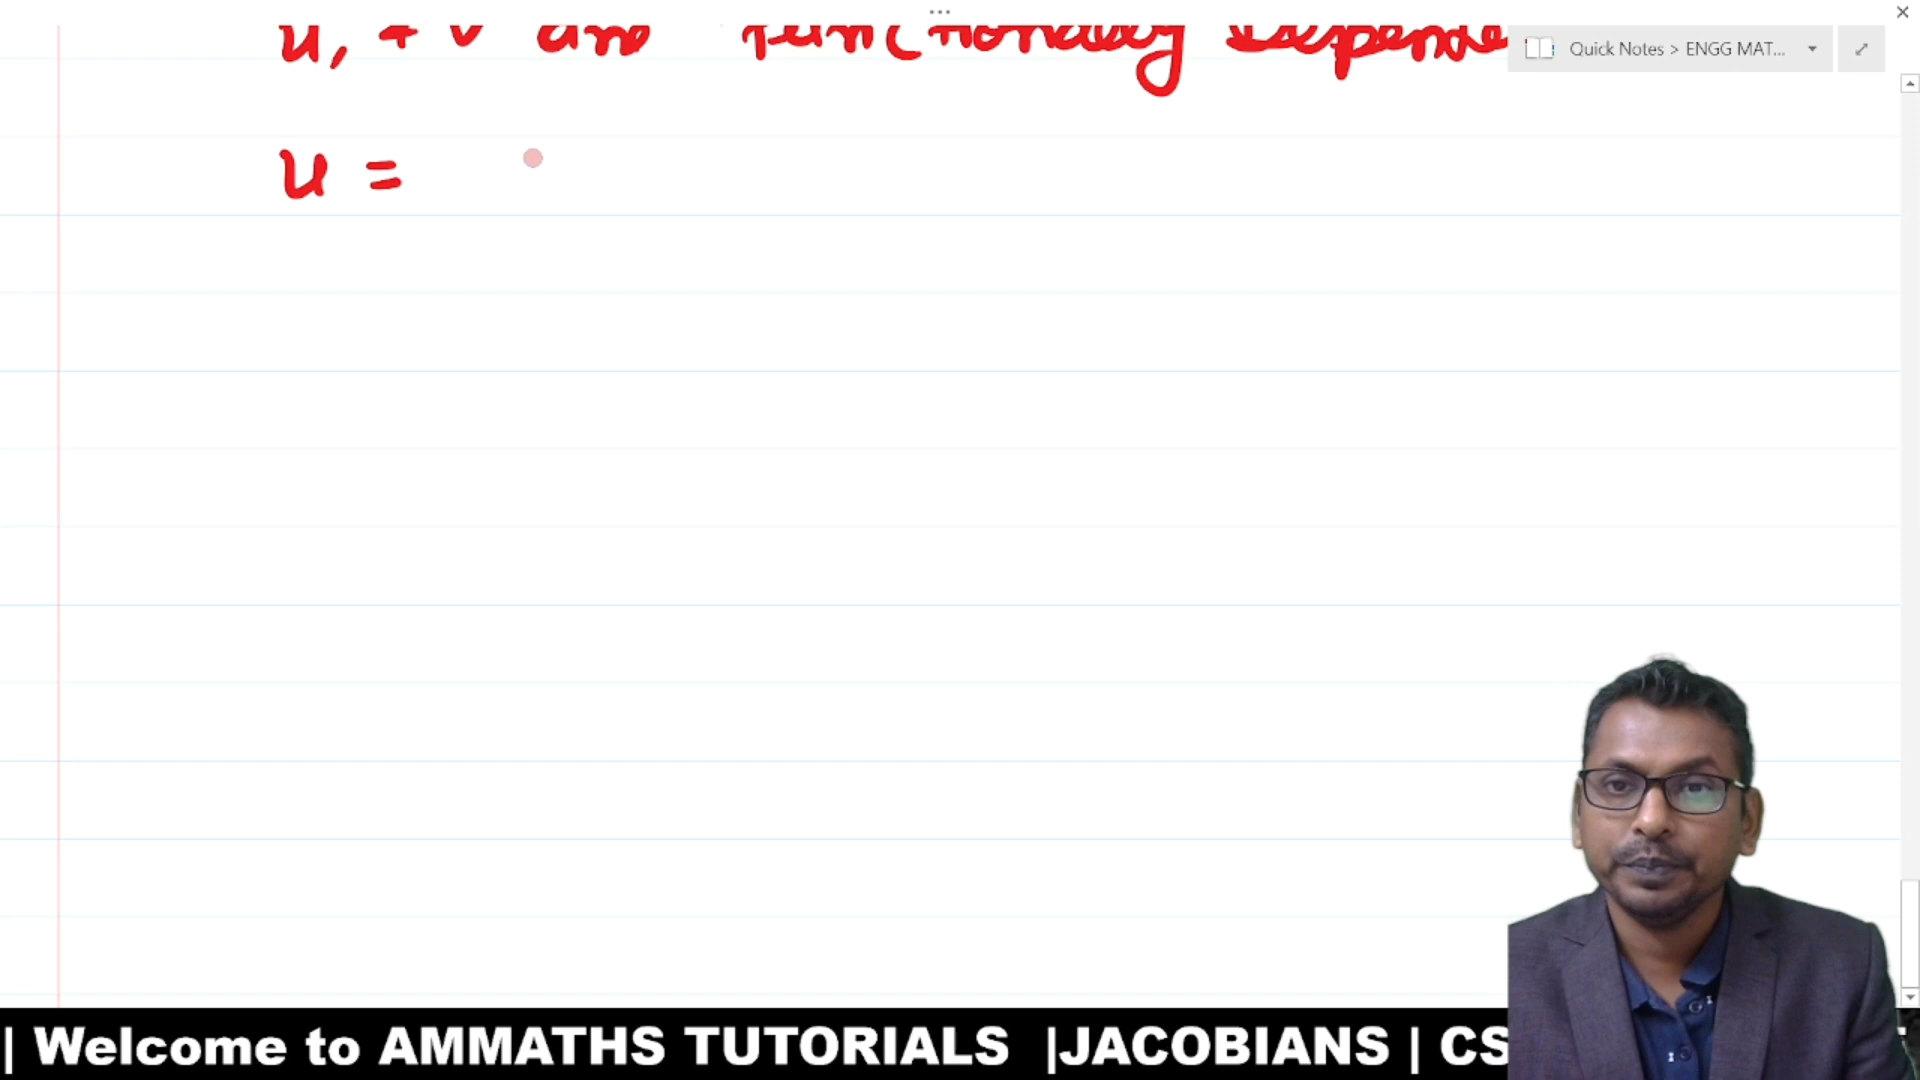 u, + v are functionally depende
Quick Notes > ENGG MAT...
u =
| Welcome to AMMATHS TUTORIALS |JACOBIANS | CS